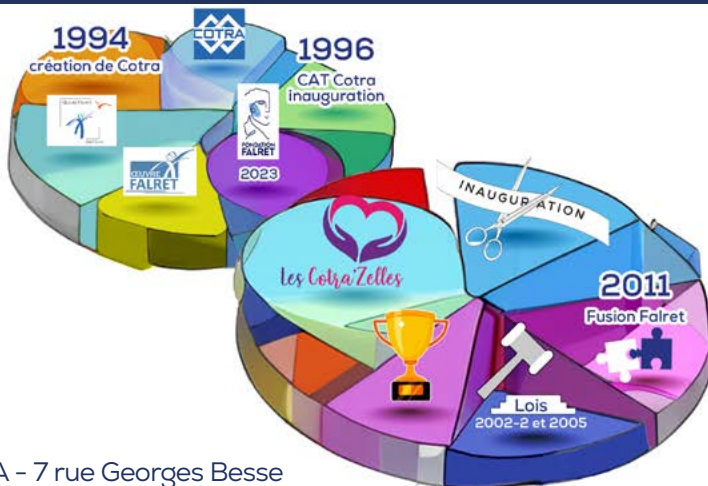 1994
création de Cotra
COTRA
1996
CAT Cotra
inauguration
FONDATION
FALRET
2023
ŒUVRE
FALRET
INAUGURATION
Les Cotra'Zelles
2011
Fusion Falret
Lois
2002-2 et 2005
A - 7 rue Georges Besse